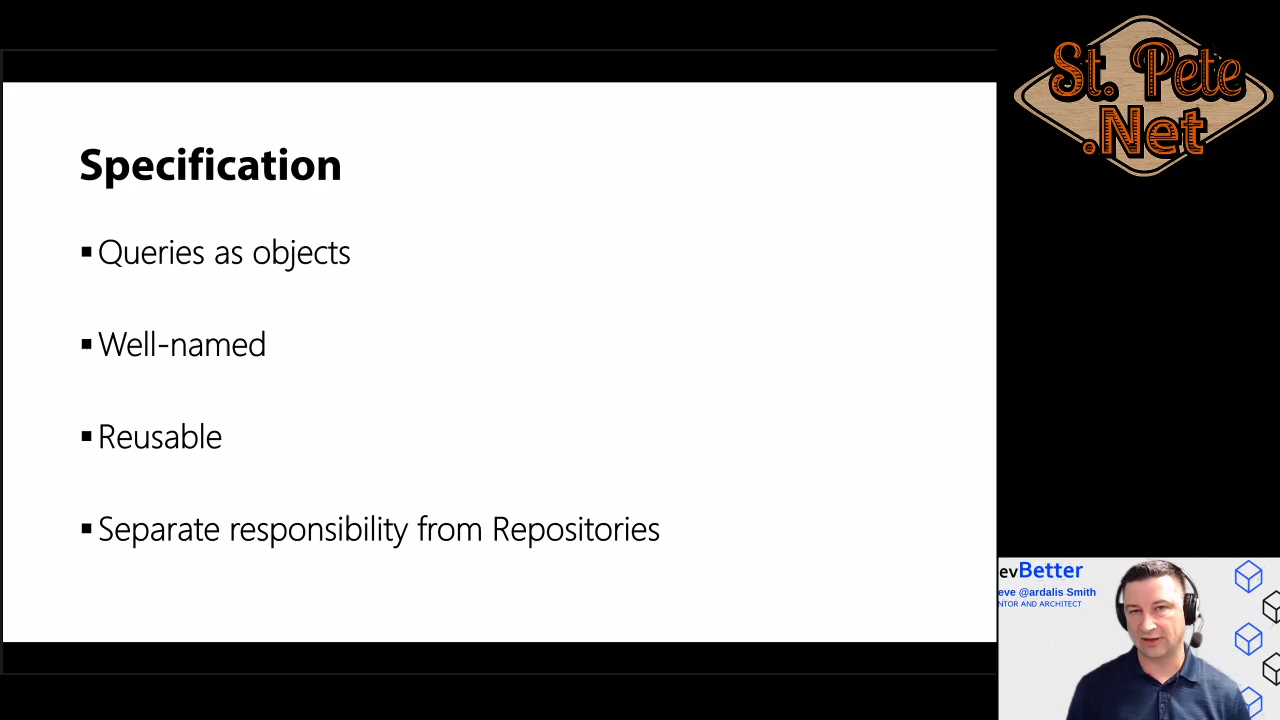 Specification
▪ Queries as objects
▪ Well-named
▪ Reusable
▪ Separate responsibility from Repositories
St. Pete
.Net
evBetter
eve @ardalis Smith
NTOR AND ARCHITECT